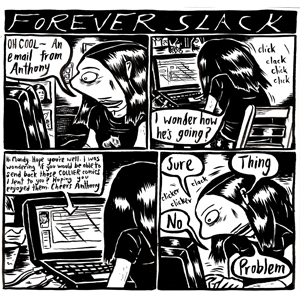 FOREVER SLACK
OH COOL- An
email from
Anthony
click
clack
click
click
I wonder how
he's going?
Hi Mandy. Hope you're well. I was
wondering if you would be able to
send back those COLLIER comics
I lent to you? Hoping you
enjoyed them. Cheers Anthony
Sure
Thing
clack
clicker
clicker
No
Problem